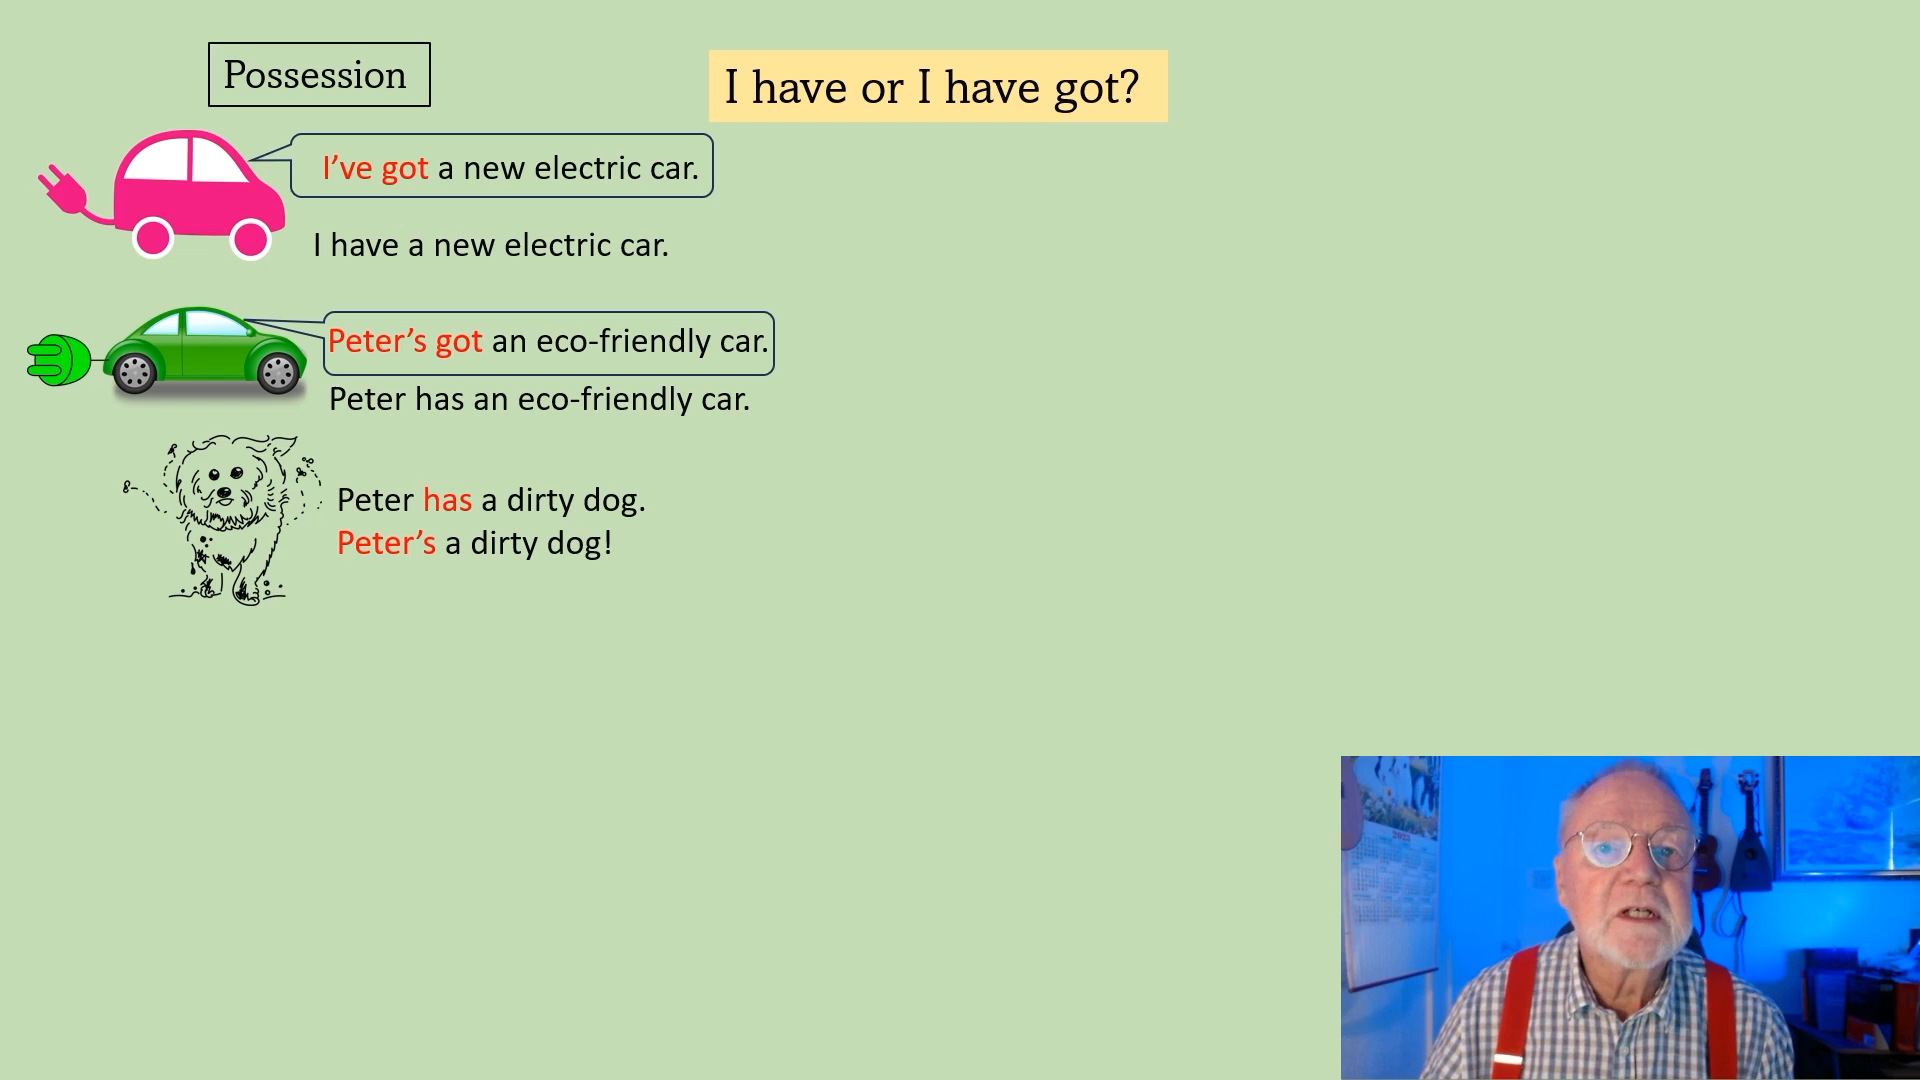 Possession
I have or I have got?
I’ve got a new electric car.
I have a new electric car.
Peter’s got an eco-friendly car.
Peter has an eco-friendly car.
Peter has a dirty dog.
Peter’s a dirty dog!
2023